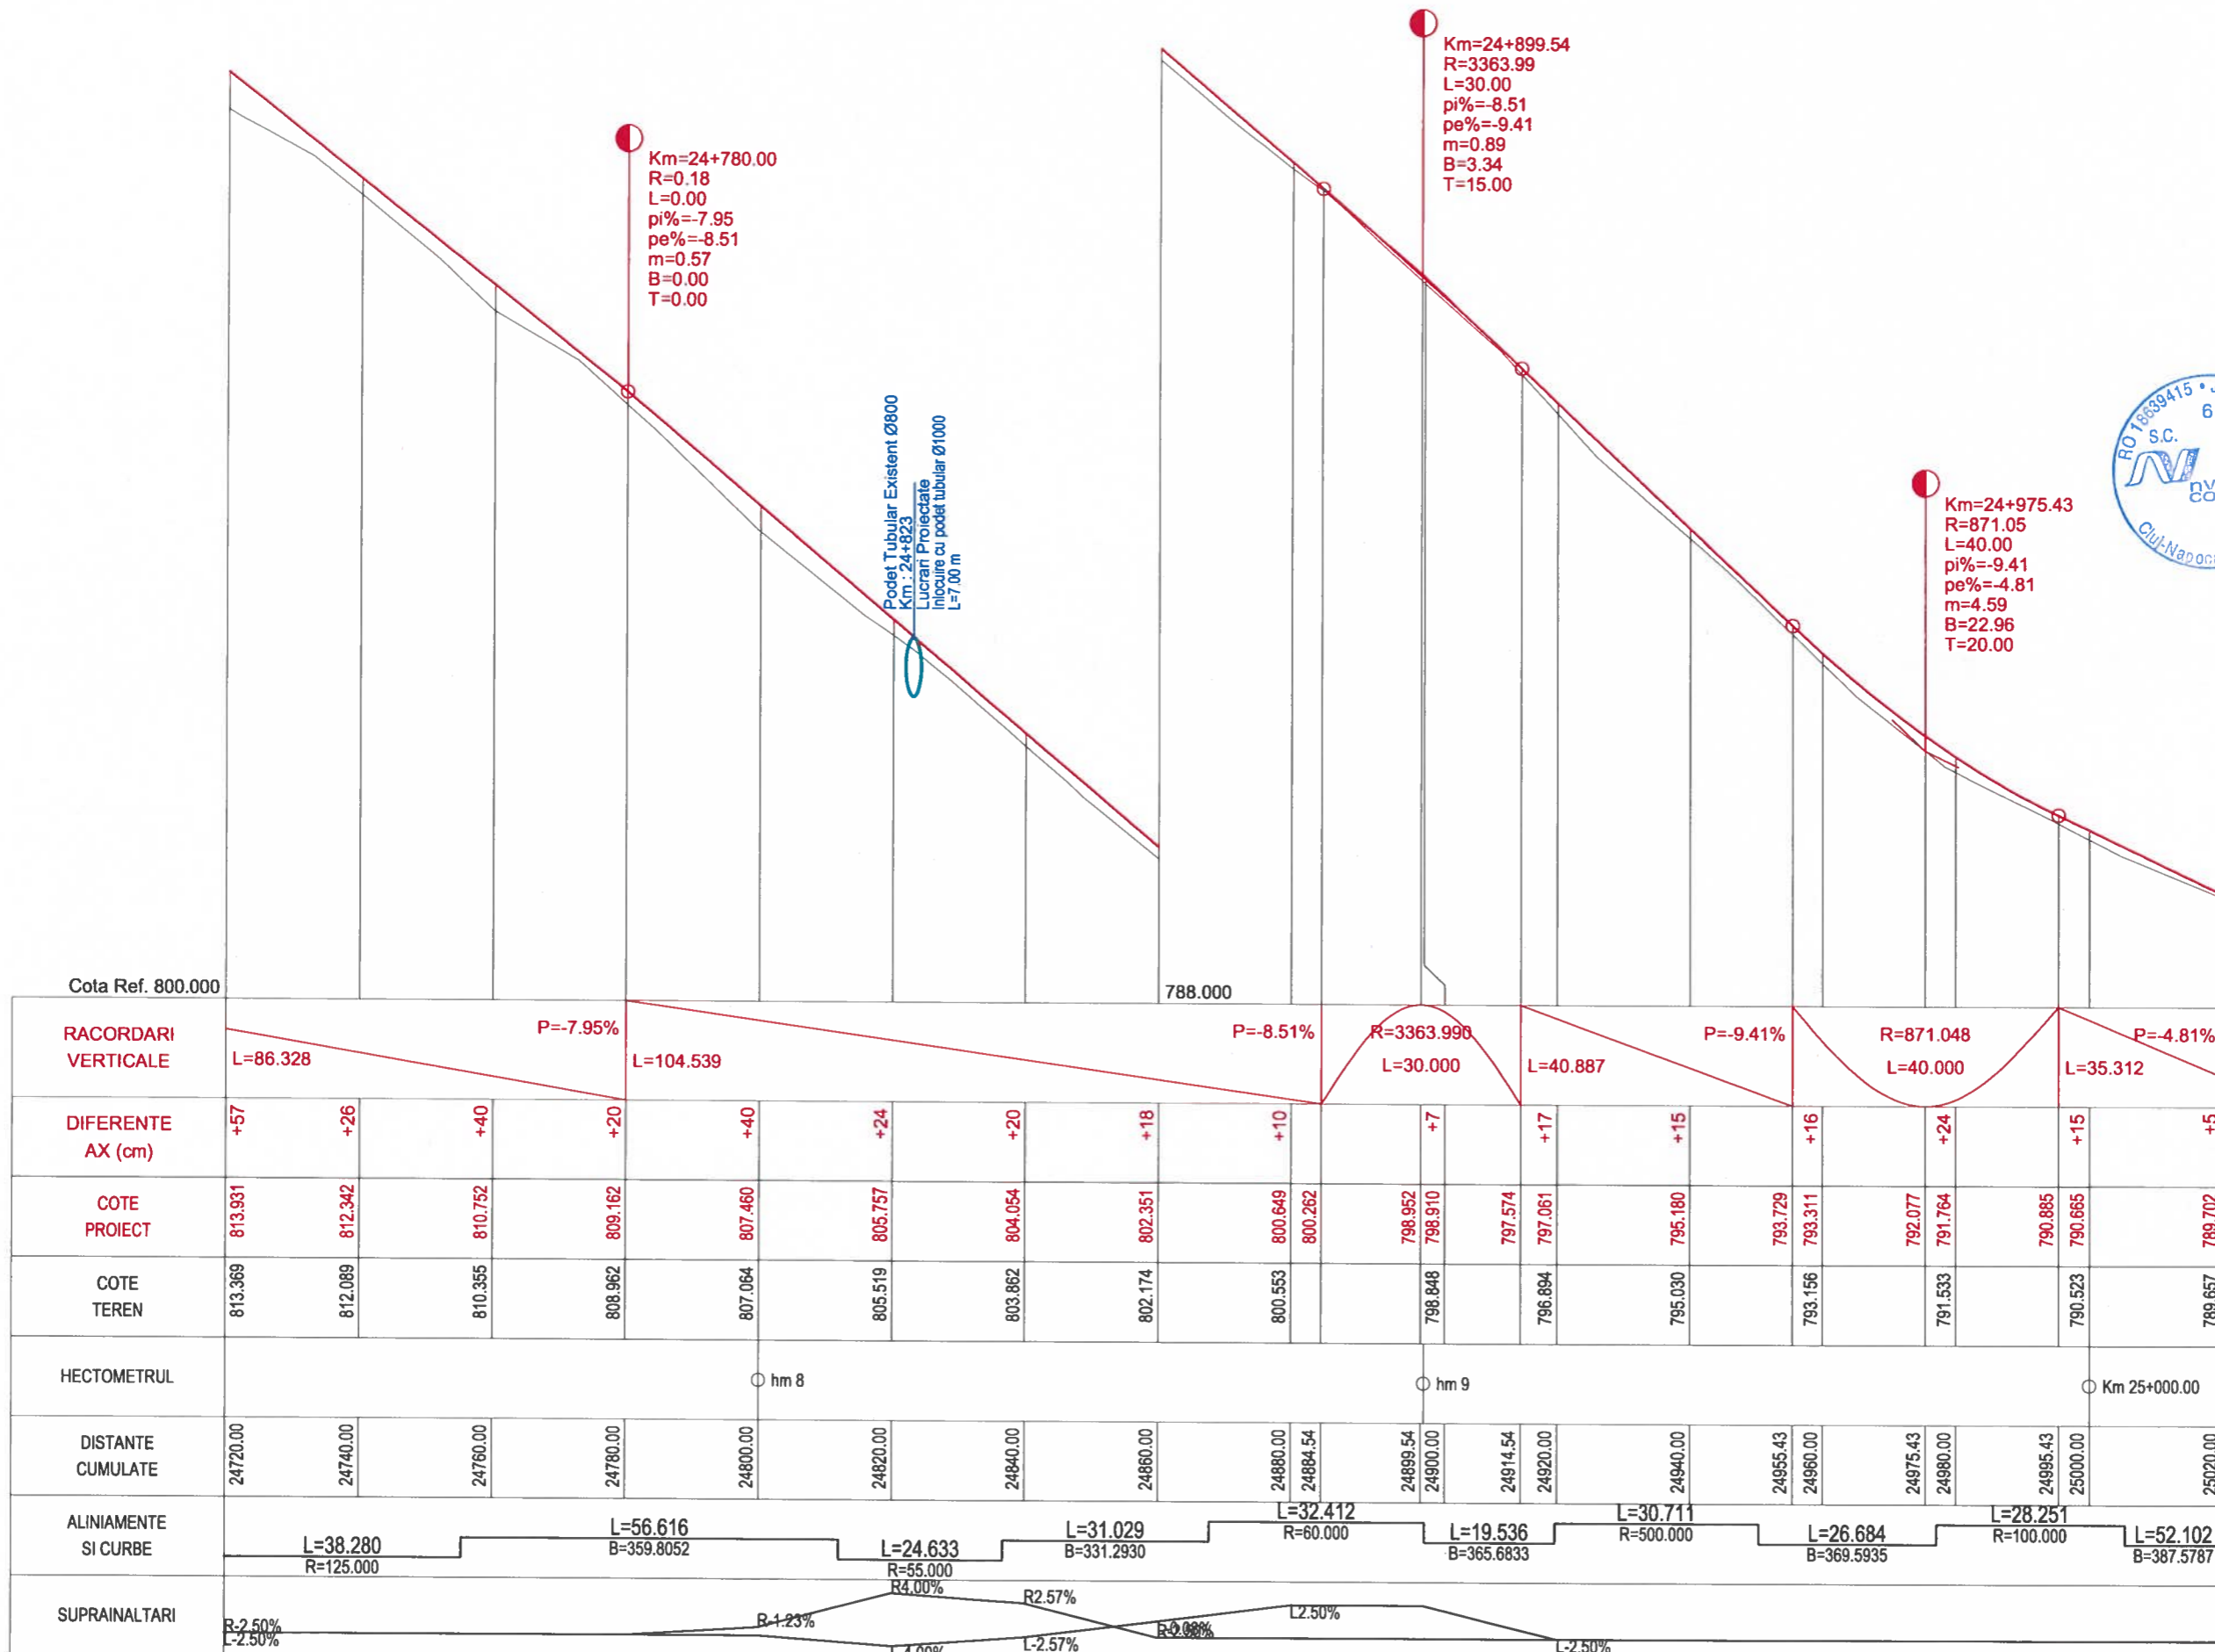 Km=24+899.54
R=3363.99
L=30.00
pi%=-8.51
pe%=-9.41
m=0.89
B=3.34
T=15.00
Km=24+780.00
R=0.18
L=0.00
pi%=-7.95
pe%=-8.51
m=0.57
B=0.00
T=0.00
Podet Tubular Existent Ø800
Km : 24+823
Lucrari Proiectate
Inlocuire cu podet tubular Ø1000
L=7.00 m
RO 18639415 •
6
S.C.
Cluj-Napoc
Km=24+975.43
R=871.05
L=40.00
pi%=-9.41
pe%=-4.81
m=4.59
B=22.96
T=20.00
Cota Ref. 800.000
788.000
RACORDARI
VERTICALE
L=86.328
P=-7.95%
L=104.539
P=-8.51%
R=3363.990
L=30.000
L=40.887
P=-9.41%
R=871.048
L=40.000
L=35.312
P=-4.81%
DIFERENTE
AX (cm)
+57 +26 +40 +20 +40 +24 +20 +18 +10 +7 +17 +15 +16 +24 +15 +5
COTE
PROIECT
813.931 812.342 810.752 809.162 807.460 805.757 804.054 802.351 800.649 800.262 798.952 798.910 797.574 797.061 795.180 793.729 793.311 792.077 791.764 790.885 790.665 789.702
COTE
TEREN
813.369 812.089 810.355 808.962 807.064 805.519 803.862 802.174 800.553 798.848 796.894 795.030 793.156 791.533 790.523 789.657
HECTOMETRUL
hm 8
hm 9
Km 25+000.00
DISTANTE
CUMULATE
24720.00 24740.00 24760.00 24780.00 24800.00 24820.00 24840.00 24860.00 24880.00 24884.54 24899.54 24900.00 24914.54 24920.00 24940.00 24955.43 24960.00 24975.43 24980.00 24995.43 25000.00 25020.00
ALINIAMENTE
SI CURBE
L=38.280
R=125.000
L=56.616
B=359.8052
L=24.633
R=55.000
L=31.029
B=331.2930
L=32.412
R=60.000
L=19.536
B=365.6833
L=30.711
R=500.000
L=26.684
B=369.5935
L=28.251
R=100.000
L=52.102
B=387.5787
SUPRAINALTARI
R-2.50%
L-2.50%
R-1.23%
R4.00%
L-4.00%
R2.57%
L-2.57%
L2.50%
L-2.50%